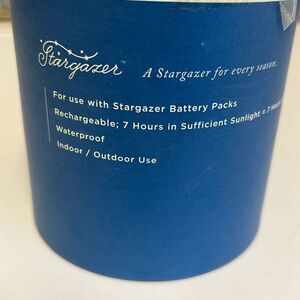 Stargazer™ A Stargazer for every season.
For use with Stargazer Battery Packs
Rechargeable; 7 Hours in Sufficient Sunlight = 7
Waterproof
Indoor / Outdoor Use